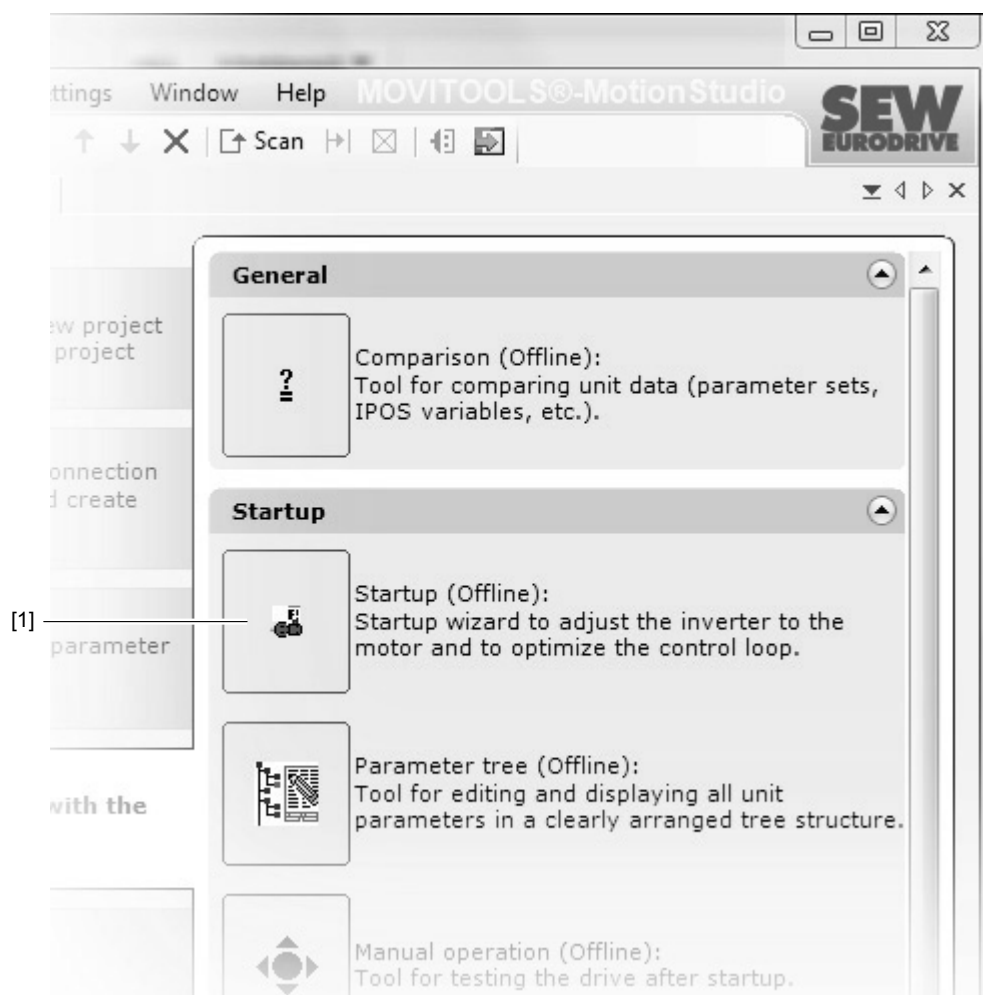 ttings Window Help MOVITOOLS®-MotionStudio
SEW
EURODRIVE
Scan
General
ew project
project
Comparison (Offline):
Tool for comparing unit data (parameter sets,
IPOS variables, etc.).
onnection
d create
Startup
[1]
Startup (Offline):
Startup wizard to adjust the inverter to the
motor and to optimize the control loop.
parameter
Parameter tree (Offline):
Tool for editing and displaying all unit
parameters in a clearly arranged tree structure.
with the
Manual operation (Offline):
Tool for testing the drive after startup.